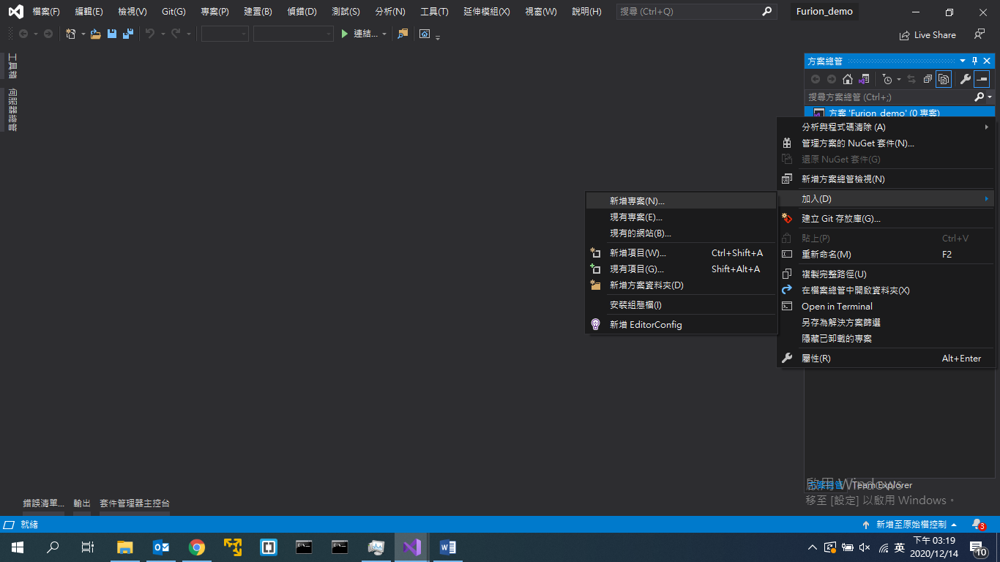 檔案(F) 編輯(E) 檢視(V) Git(G) 專案(P) 建置(B) 偵錯(D) 測試(S) 分析(N) 工具(T) 延伸模組(X) 視窗(W) 說明(H) 搜尋 (Ctrl+Q) Furion_demo
連結...
Live Share
工具箱
伺服器總管
方案總管
搜尋方案總管 (Ctrl+;)
方案 'Furion_demo' (0 專案)
分析與程式碼清除 (A)
管理方案的 NuGet 套件(N)...
還原 NuGet 套件(G)
新增方案總管檢視(N)
加入(D)
建立 Git 存放庫(G)...
貼上(P) Ctrl+V
重新命名(M) F2
複製完整路徑(U)
在檔案總管中開啟資料夾(X)
Open in Terminal
另存為解決方案篩選
隱藏已卸載的專案
屬性(R) Alt+Enter
新增專案(N)...
現有專案(E)...
現有的網站(B)...
新增項目(W)... Ctrl+Shift+A
現有項目(G)... Shift+Alt+A
新增方案資料夾(D)
安裝組態檔(I)
新增 EditorConfig
方案總管 Team Explorer
啟用 Windows
移至 [設定] 以啟用 Windows。
錯誤清單... 輸出 套件管理器主控台
就緒 新增至原始檔控制 3
英 下午 03:19
2020/12/14
10